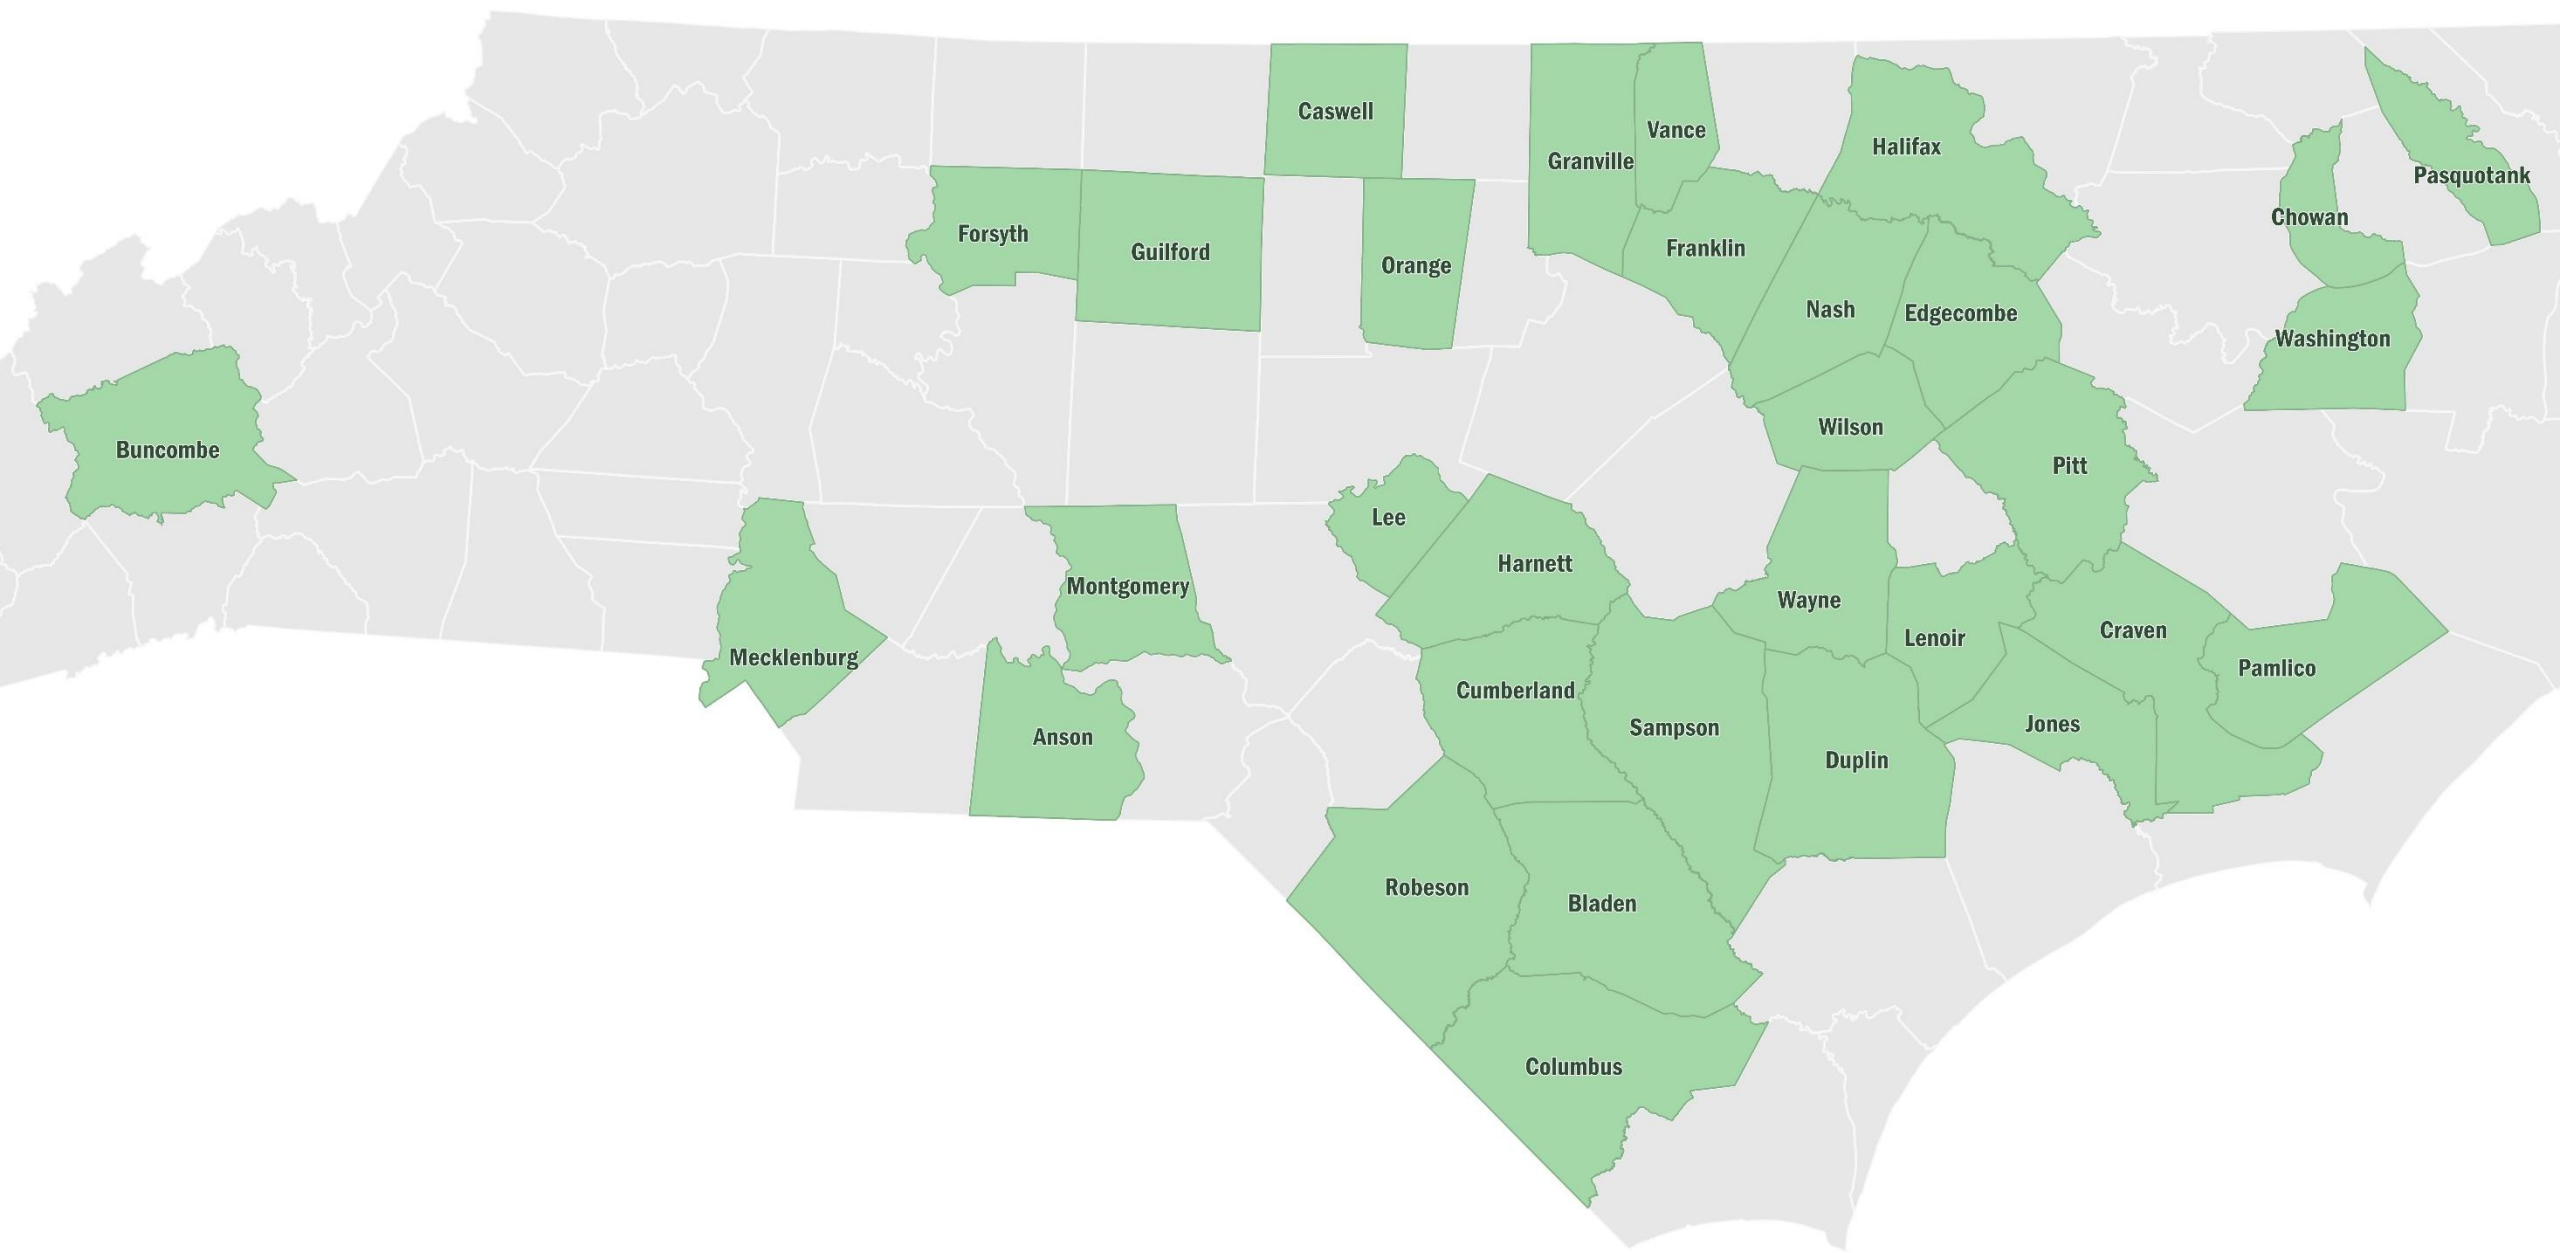 Caswell
Vance
Halifax
Granville
Pasquotank
Chowan
Forsyth
Guilford
Franklin
Orange
Nash
Edgecombe
Washington
Wilson
Buncombe
Pitt
Lee
Harnett
Montgomery
Wayne
Craven
Lenoir
Mecklenburg
Pamlico
Cumberland
Jones
Sampson
Anson
Duplin
Robeson
Bladen
Columbus